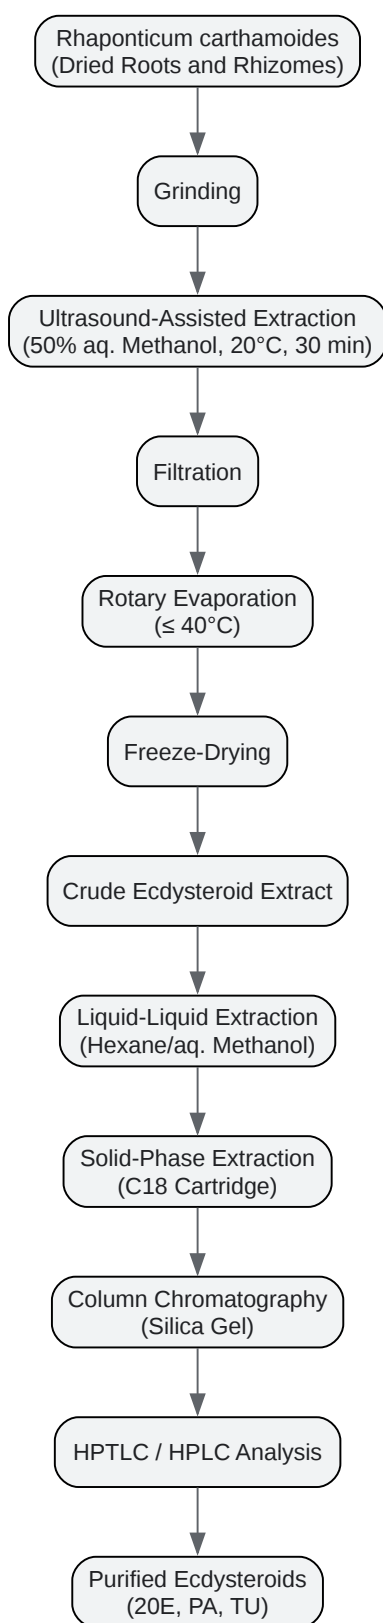 Rhaponticum carthamoides
(Dried Roots and Rhizomes)
Grinding
Ultrasound-Assisted Extraction
(50% aq. Methanol, 20°C, 30 min)
Filtration
Rotary Evaporation
(≤ 40°C)
Freeze-Drying
Crude Ecdysteroid Extract
Liquid-Liquid Extraction
(Hexane/aq. Methanol)
Solid-Phase Extraction
(C18 Cartridge)
Column Chromatography
(Silica Gel)
HPTLC / HPLC Analysis
Purified Ecdysteroids
(20E, PA, TU)